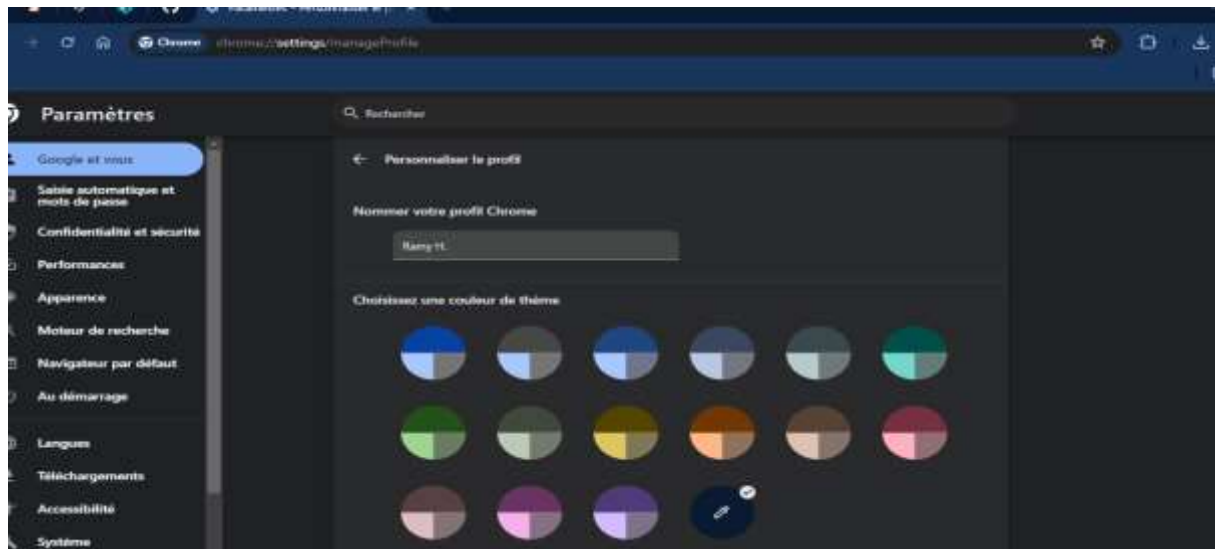 Chrome chrome://settings/manageProfile
Paramètres
Rechercher
Google et vous
Saisie automatique et
mots de passe
Confidentialité et sécurité
Performances
Apparence
Moteur de recherche
Navigateur par défaut
Au démarrage
Langues
Téléchargements
Accessibilité
Système
Personnaliser le profil
Nommer votre profil Chrome
Ramy H.
Choisissez une couleur de thème